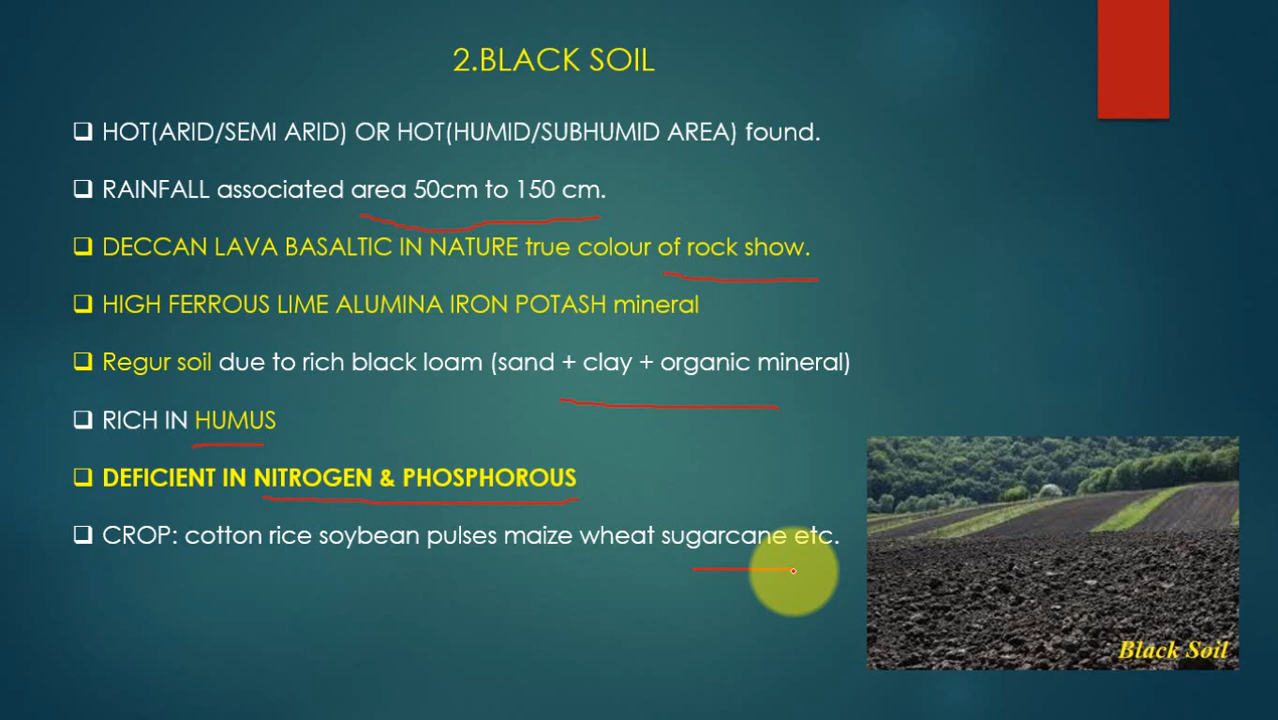 2.BLACK SOIL
HOT(ARID/SEMI ARID) OR HOT(HUMID/SUBHUMID AREA) found.
RAINFALL associated area 50cm to 150 cm.
DECCAN LAVA BASALTIC IN NATURE true colour of rock show.
HIGH FERROUS LIME ALUMINA IRON POTASH mineral
Regur soil due to rich black loam (sand + clay + organic mineral)
RICH IN HUMUS
DEFICIENT IN NITROGEN & PHOSPHOROUS
CROP: cotton rice soybean pulses maize wheat sugarcane etc.
Black Soil